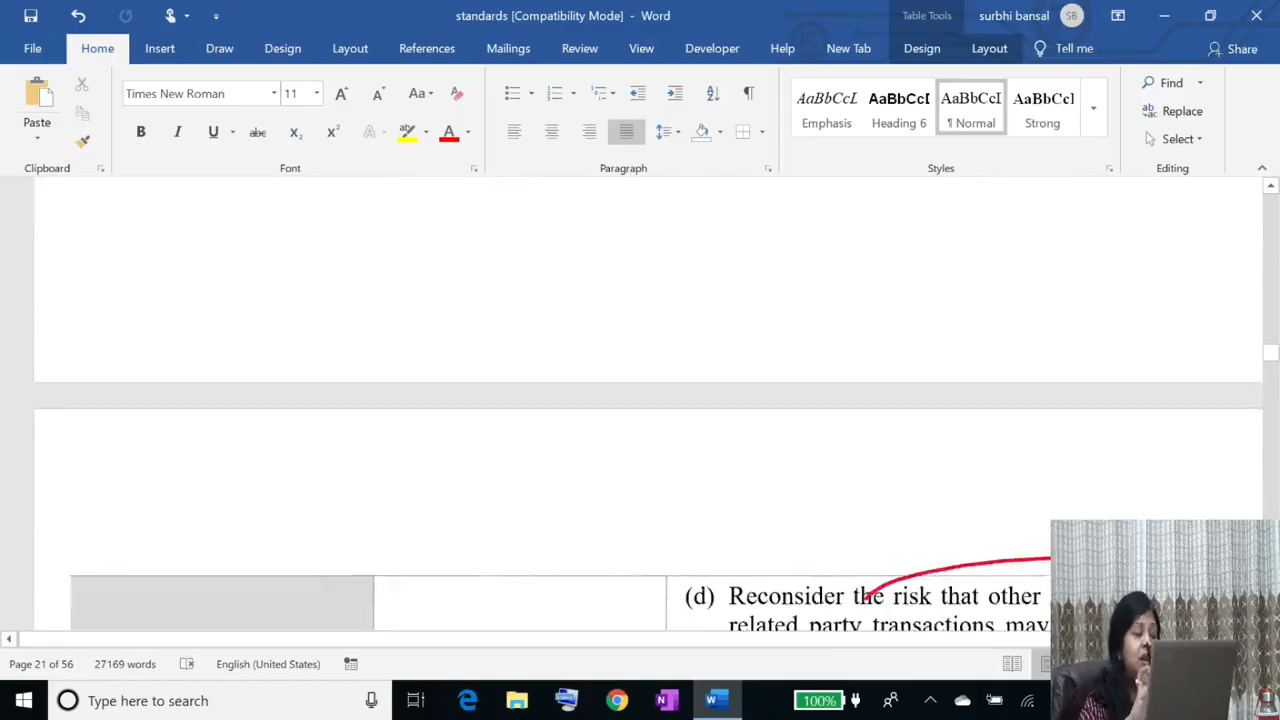 standards [Compatibility Mode] - Word
Table Tools
surbhi bansal
SB
File
Home
Insert
Draw
Design
Layout
References
Mailings
Review
View
Developer
Help
New Tab
Design
Layout
Tell me
Share
Paste
Times New Roman
11
Clipboard
Font
Paragraph
AaBbCcL
Emphasis
AaBbCcD
Heading 6
AaBbCcI
¶ Normal
AaBbCcl
Strong
Styles
Find
Replace
Select
Editing
(d) Reconsider the risk that other
related party transactions may
Page 21 of 56
27169 words
English (United States)
Type here to search
100%